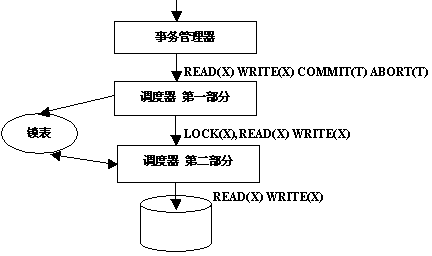 事务管理器
READ(X) WRITE(X) COMMIT(T) ABORT(T)
调度器 第一部分
镜表
LOCK(X),READ(X) WRITE(X)
调度器 第二部分
READ(X) WRITE(X)